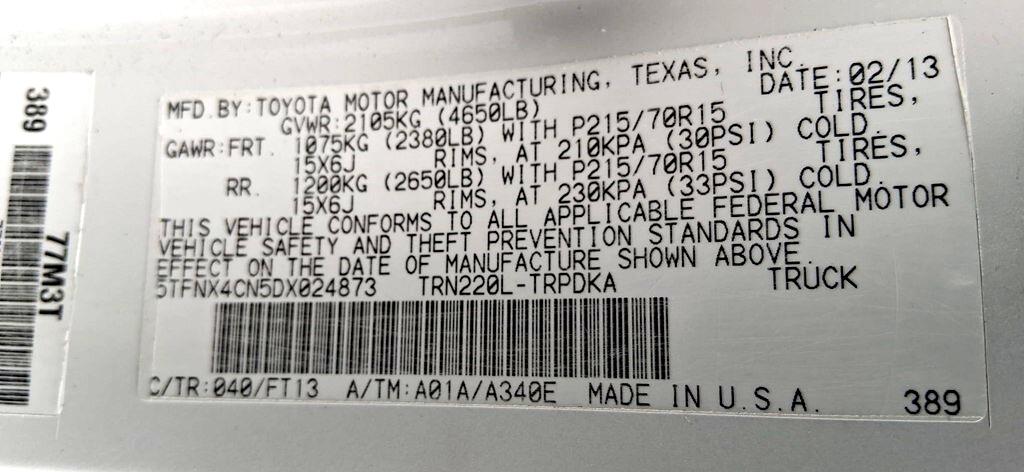 389
77M3T
MFD.BY:TOYOTA MOTOR MANUFACTURING, TEXAS, INC.
DATE:02/13
GVWR:2105KG (4650LB)
GAWR:FRT. 1075KG (2380LB) WITH P215/70R15 TIRES,
15X6J RIMS, AT 210KPA (30PSI) COLD.
RR. 1200KG (2650LB) WITH P215/70R15 TIRES,
15X6J RIMS, AT 230KPA (33PSI) COLD.
THIS VEHICLE CONFORMS TO ALL APPLICABLE FEDERAL MOTOR
VEHICLE SAFETY AND THEFT PREVENTION STANDARDS IN
EFFECT ON THE DATE OF MANUFACTURE SHOWN ABOVE.
5TFNX4CN5DX024873 TRN220L-TRPDKA TRUCK
C/TR:040/FT13 A/TM:A01A/A340E MADE IN U.S.A. 389